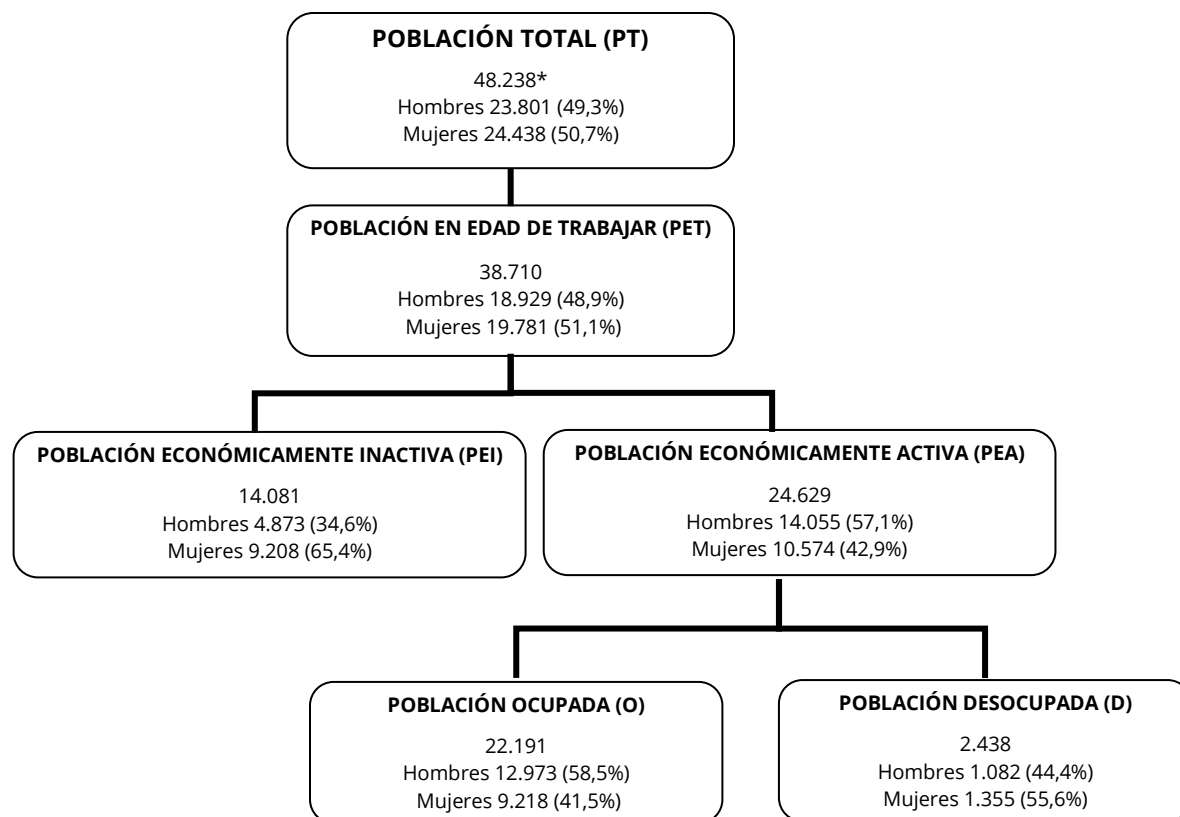 POBLACIÓN TOTAL (PT)
48.238*
Hombres 23.801 (49,3%)
Mujeres 24.438 (50,7%)
POBLACIÓN EN EDAD DE TRABAJAR (PET)
38.710
Hombres 18.929 (48,9%)
Mujeres 19.781 (51,1%)
POBLACIÓN ECONÓMICAMENTE INACTIVA (PEI)
14.081
Hombres 4.873 (34,6%)
Mujeres 9.208 (65,4%)
POBLACIÓN ECONÓMICAMENTE ACTIVA (PEA)
24.629
Hombres 14.055 (57,1%)
Mujeres 10.574 (42,9%)
POBLACIÓN OCUPADA (O)
22.191
Hombres 12.973 (58,5%)
Mujeres 9.218 (41,5%)
POBLACIÓN DESOCUPADA (D)
2.438
Hombres 1.082 (44,4%)
Mujeres 1.355 (55,6%)